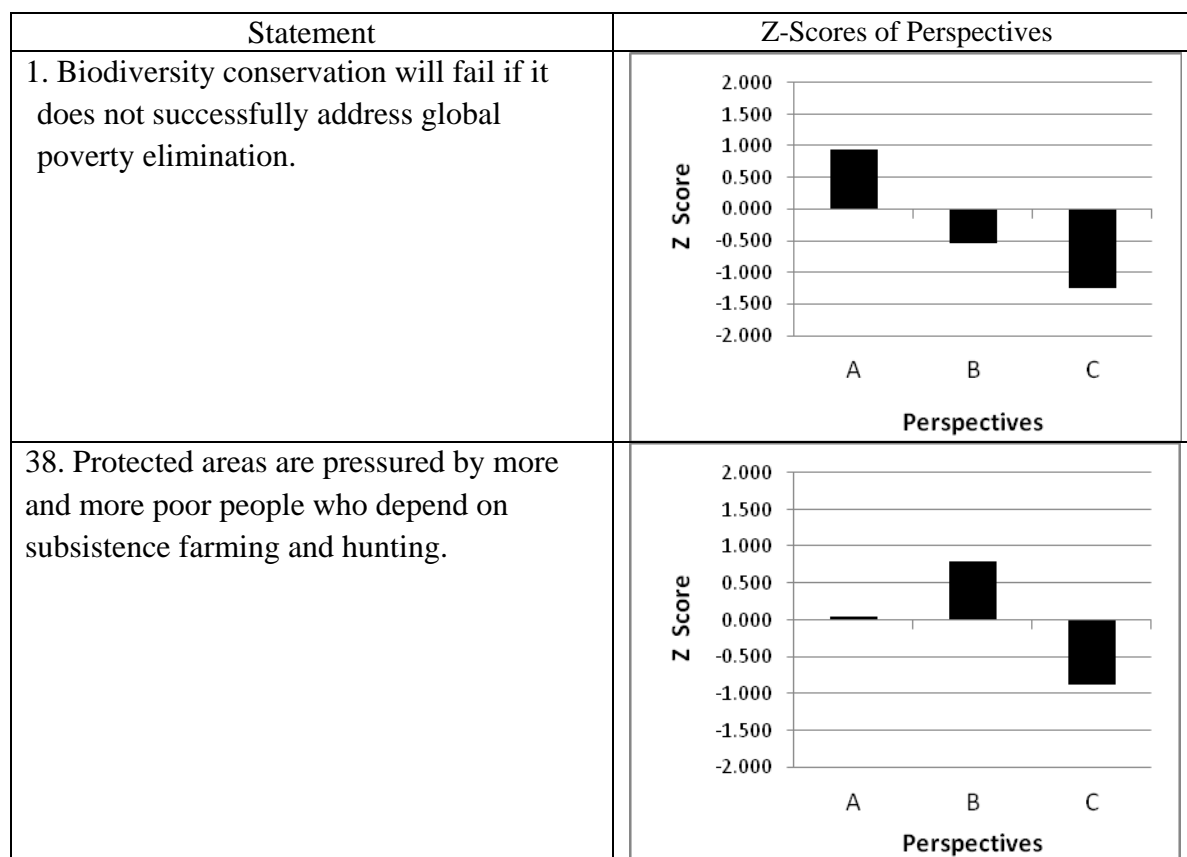 Statement
Z-Scores of Perspectives
1. Biodiversity conservation will fail if it
does not successfully address global
poverty elimination.
2.000
1.500
1.000
0.500
0.000
-0.500
-1.000
-1.500
-2.000
Z Score
A B C
Perspectives
38. Protected areas are pressured by more
and more poor people who depend on
subsistence farming and hunting.
2.000
1.500
1.000
0.500
0.000
-0.500
-1.000
-1.500
-2.000
Z Score
A B C
Perspectives